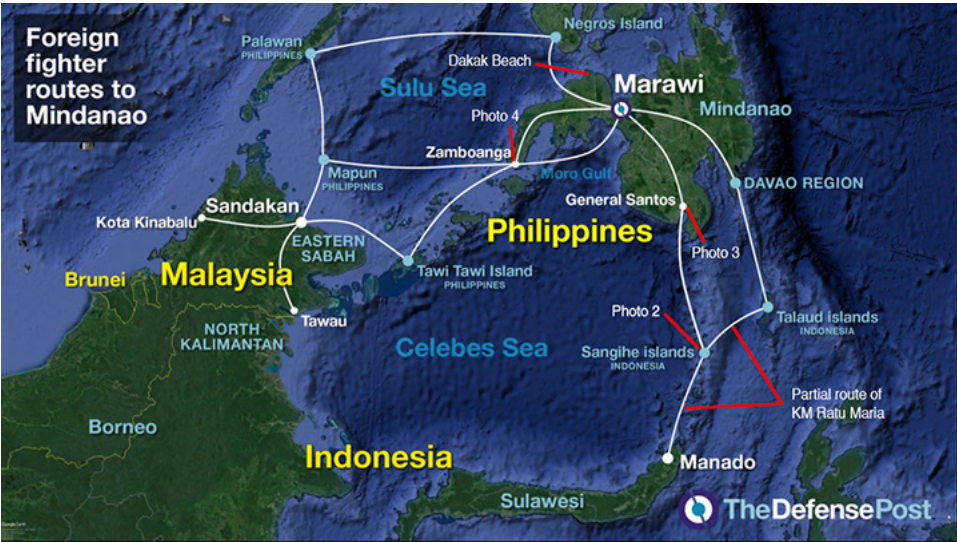 Foreign
fighter
routes to
Mindanao
Palawan
PHILIPPINES
Negros Island
Dakak Beach
Sulu Sea
Marawi
Mindanao
Photo 4
Zamboanga
Moro Gulf
Mapun
PHILIPPINES
DAVAO REGION
General Santos
Sandakan
Kota Kinabalu
EASTERN
SABAH
Philippines
Photo 3
Brunei
Malaysia
Tawi Tawi Island
PHILIPPINES
Tawau
Photo 2
Talaud islands
INDONESIA
NORTH
KALIMANTAN
Celebes Sea
Sangihe islands
INDONESIA
Partial route of
KM Ratu Maria
Borneo
Indonesia
Manado
Sulawesi
TheDefensePost
Google Earth